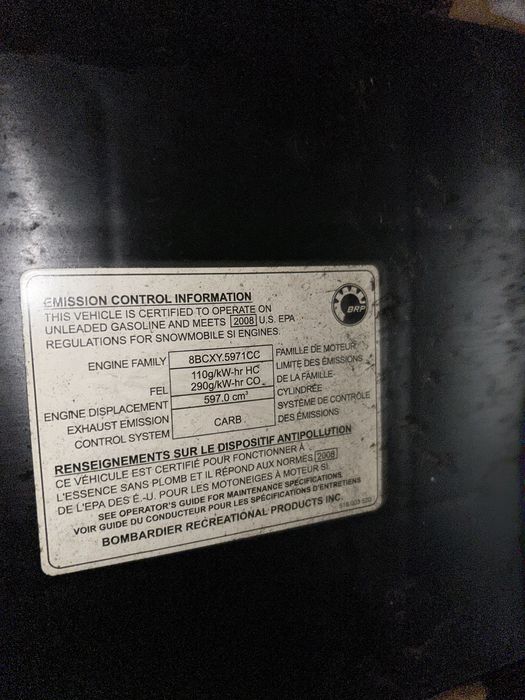 EMISSION CONTROL INFORMATION
THIS VEHICLE IS CERTIFIED TO OPERATE ON
UNLEADED GASOLINE AND MEETS 2008 U.S. EPA
REGULATIONS FOR SNOWMOBILE SI ENGINES.
BRP
ENGINE FAMILY 8BCXY.5971CC FAMILLE DE MOTEUR
FEL 110g/kW-hr HC LIMITE DES ÉMISSIONS
290g/kW-hr CO DE LA FAMILLE
ENGINE DISPLACEMENT 597.0 cm³ CYLINDRÉE
EXHAUST EMISSION CARB SYSTÈME DE CONTRÔLE
CONTROL SYSTEM DES ÉMISSIONS
RENSEIGNEMENTS SUR LE DISPOSITIF ANTIPOLLUTION
CE VÉHICULE EST CERTIFIÉ POUR FONCTIONNER À
L'ESSENCE SANS PLOMB ET IL RÉPOND AUX NORMES 2008
DE L'EPA DES É.-U. POUR LES MOTONEIGES À MOTEUR SI.
SEE OPERATOR'S GUIDE FOR MAINTENANCE SPECIFICATIONS
VOIR GUIDE DU CONDUCTEUR POUR LES SPÉCIFICATIONS D'ENTRETIENS
BOMBARDIER RECREATIONAL PRODUCTS INC.